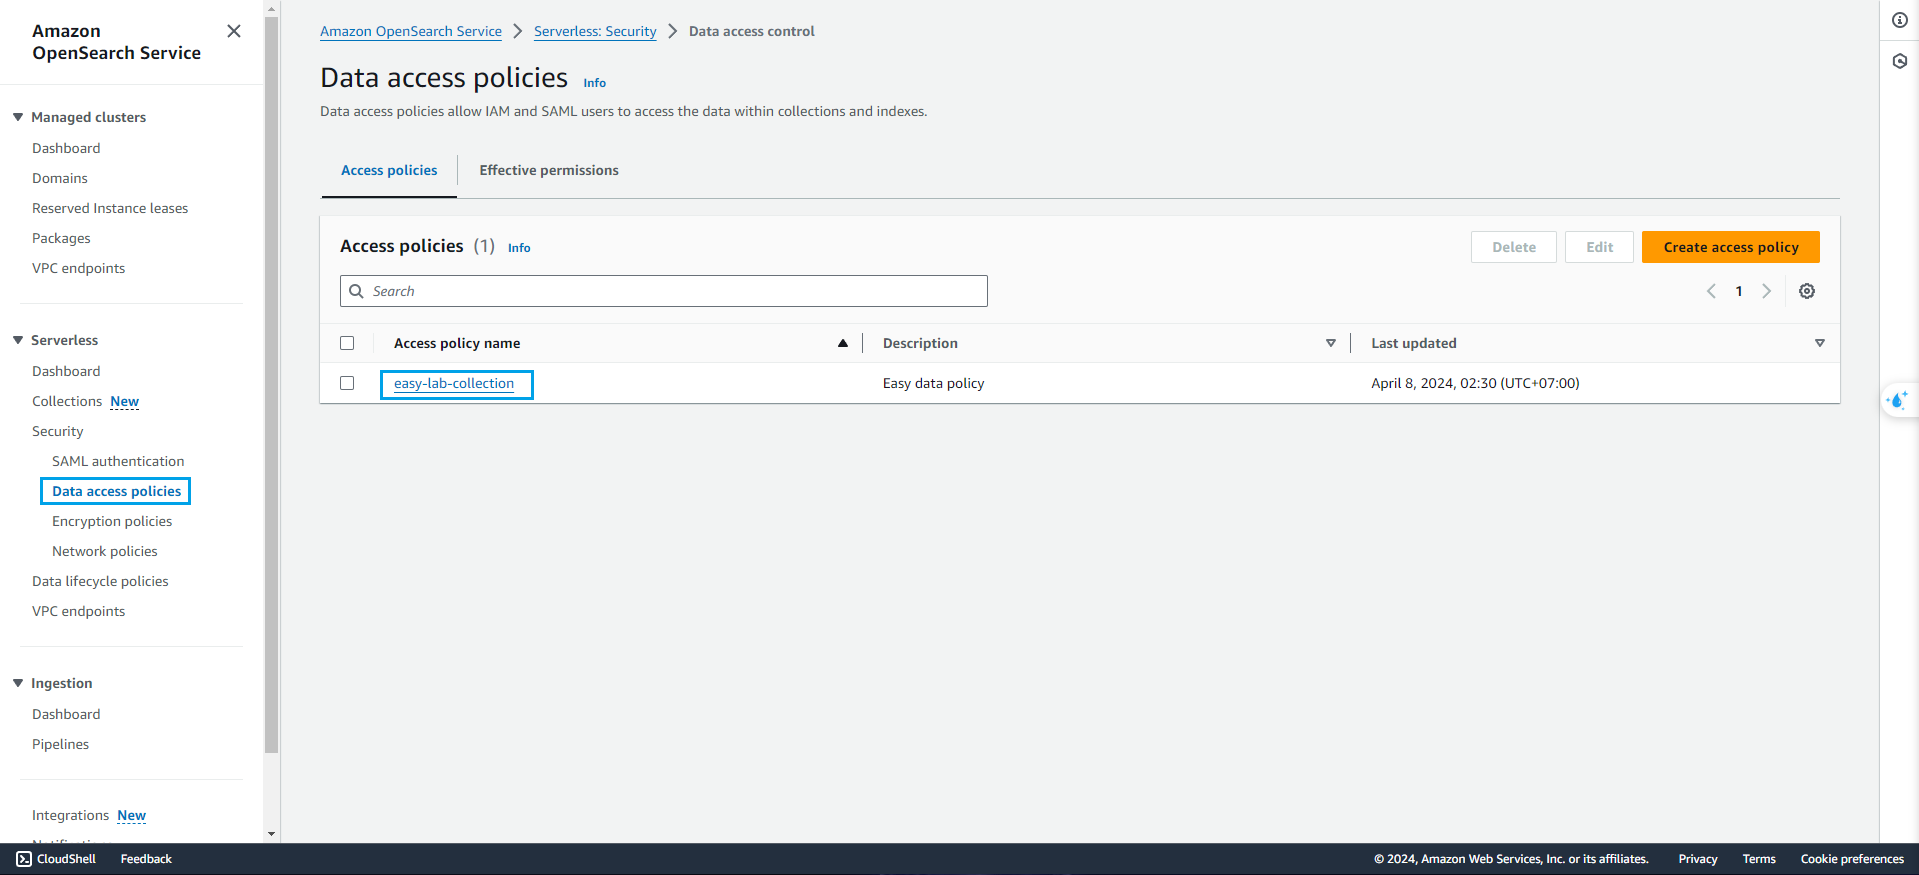 Amazon
OpenSearch Service
Managed clusters
Dashboard
Domains
Reserved Instance leases
Packages
VPC endpoints
Serverless
Dashboard
Collections New
Security
SAML authentication
Data access policies
Encryption policies
Network policies
Data lifecycle policies
VPC endpoints
Ingestion
Dashboard
Pipelines
Integrations New
Amazon OpenSearch Service Serverless: Security Data access control
Data access policies Info
Data access policies allow IAM and SAML users to access the data within collections and indexes.
Access policies Effective permissions
Access policies (1) Info
Delete Edit Create access policy
Search
1
Access policy name Description Last updated
easy-lab-collection Easy data policy April 8, 2024, 02:30 (UTC+07:00)
CloudShell Feedback © 2024, Amazon Web Services, Inc. or its affiliates. Privacy Terms Cookie preferences